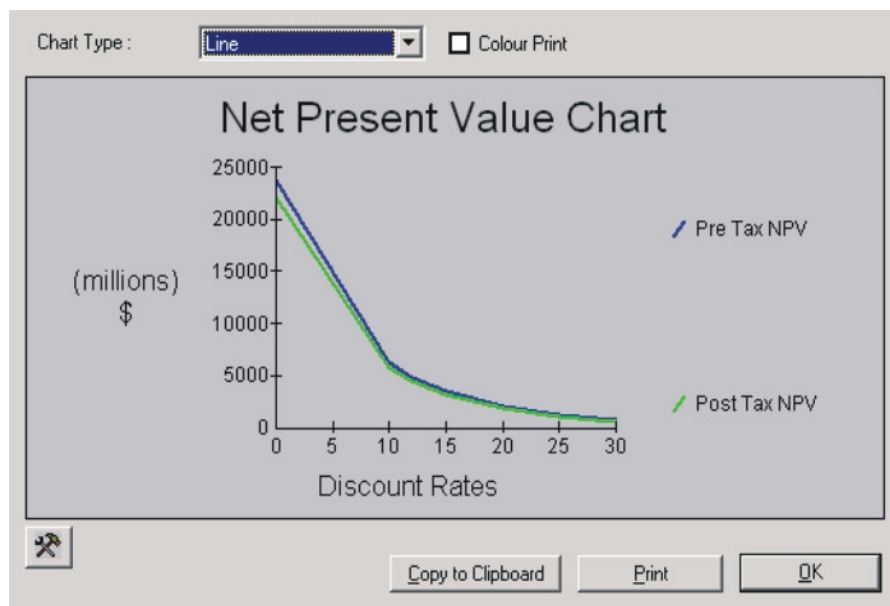 Chart Type :
Line
Colour Print
Net Present Value Chart
25000
20000
15000
10000
5000
0
(millions)
$
0 5 10 15 20 25 30
Discount Rates
Pre Tax NPV
Post Tax NPV
Copy to Clipboard
Print
OK